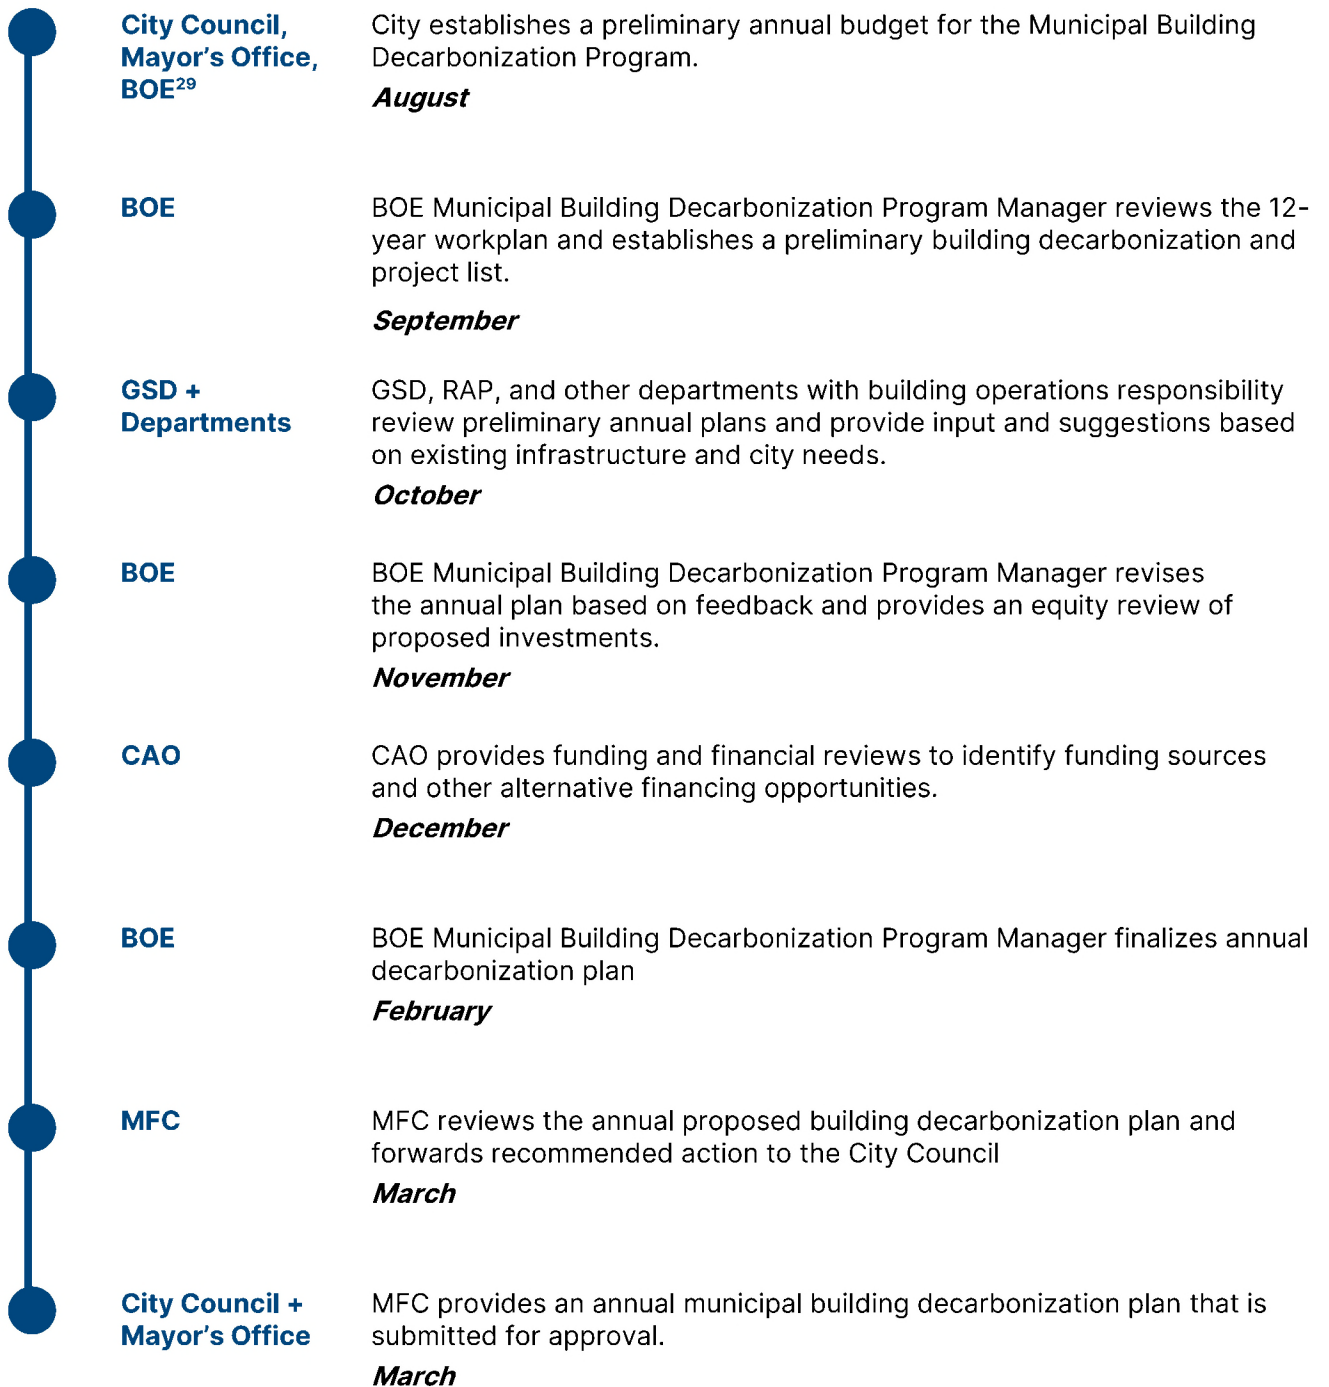 City Council,
Mayor's Office,
BOE²⁹
City establishes a preliminary annual budget for the Municipal Building
Decarbonization Program.
August
BOE
BOE Municipal Building Decarbonization Program Manager reviews the 12-
year workplan and establishes a preliminary building decarbonization and
project list.
September
GSD +
Departments
GSD, RAP, and other departments with building operations responsibility
review preliminary annual plans and provide input and suggestions based
on existing infrastructure and city needs.
October
BOE
BOE Municipal Building Decarbonization Program Manager revises
the annual plan based on feedback and provides an equity review of
proposed investments.
November
CAO
CAO provides funding and financial reviews to identify funding sources
and other alternative financing opportunities.
December
BOE
BOE Municipal Building Decarbonization Program Manager finalizes annual
decarbonization plan
February
MFC
MFC reviews the annual proposed building decarbonization plan and
forwards recommended action to the City Council
March
City Council +
Mayor's Office
MFC provides an annual municipal building decarbonization plan that is
submitted for approval.
March